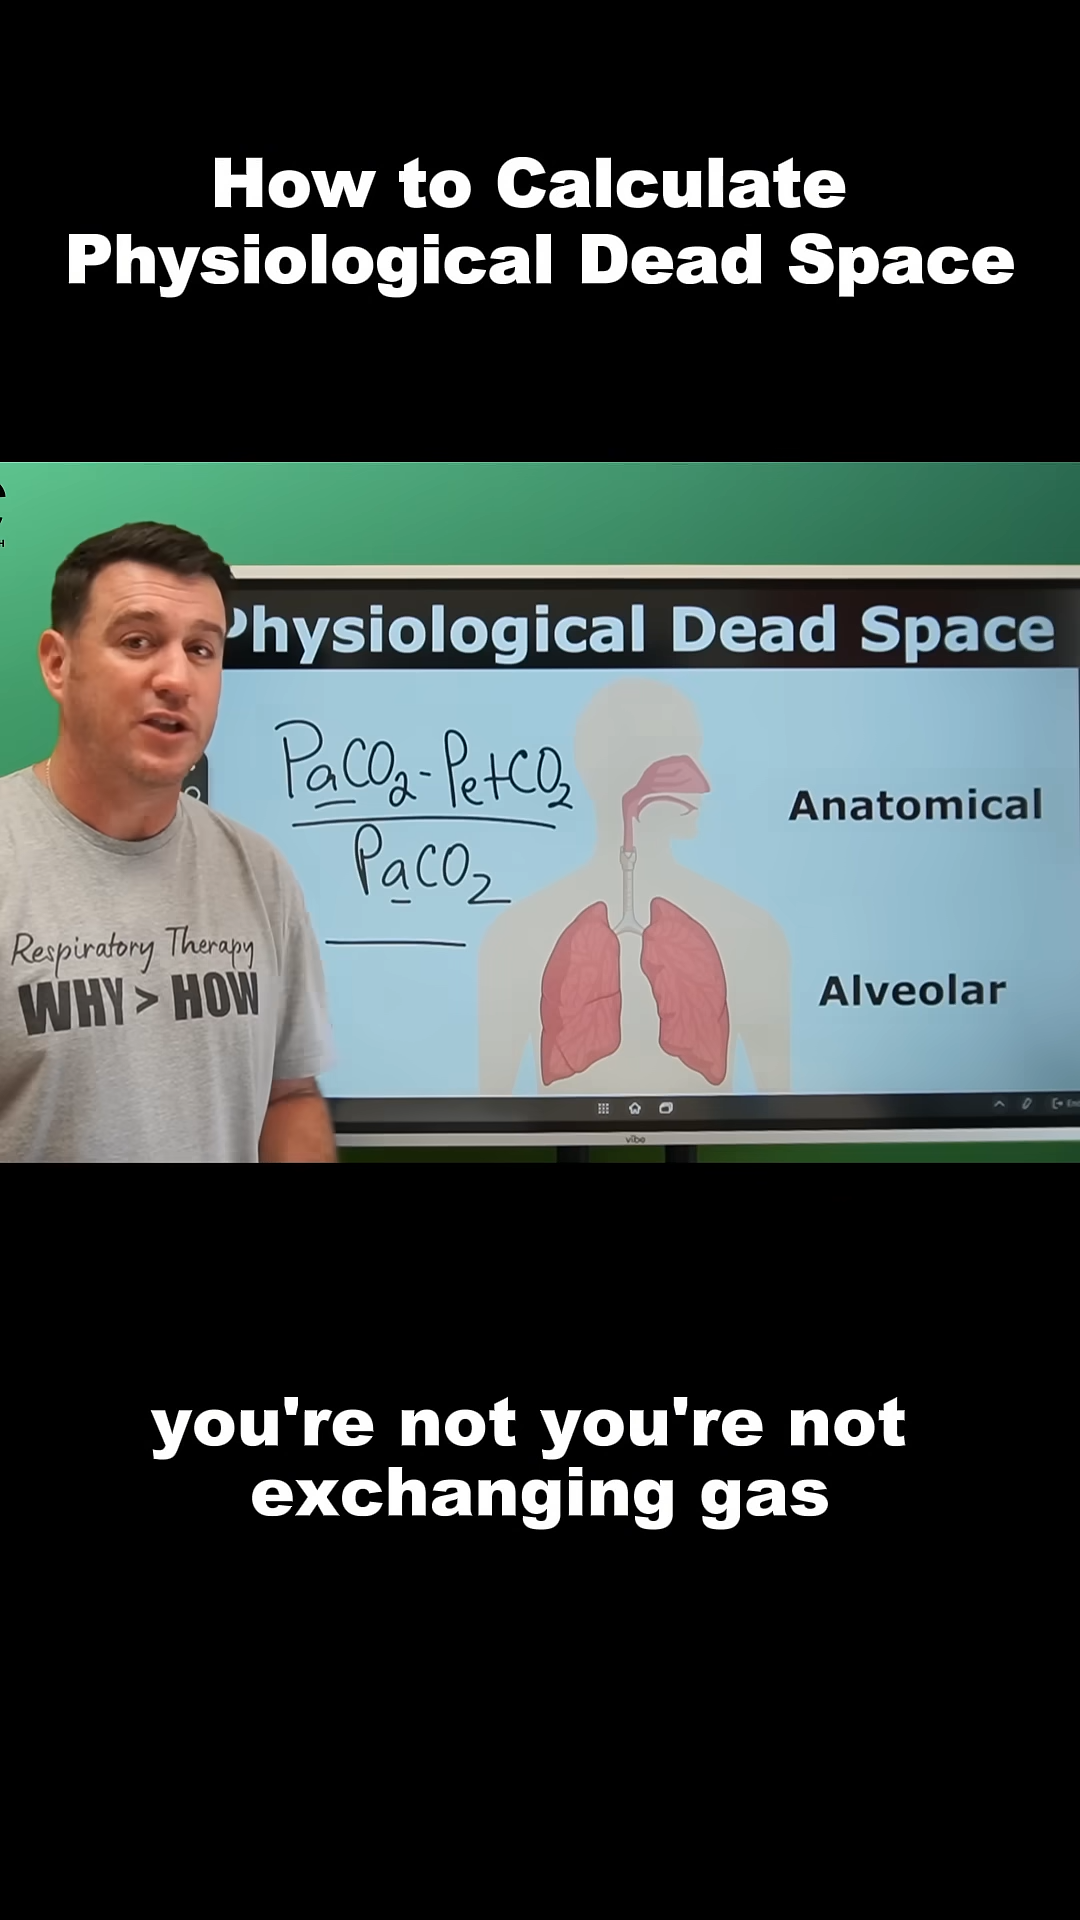 How to Calculate
Physiological Dead Space
Physiological Dead Space
PaCO2 - PetCO2
PaCO2
Anatomical
Alveolar
Respiratory Therapy
WHY > HOW
vibe
you're not you're not
exchanging gas